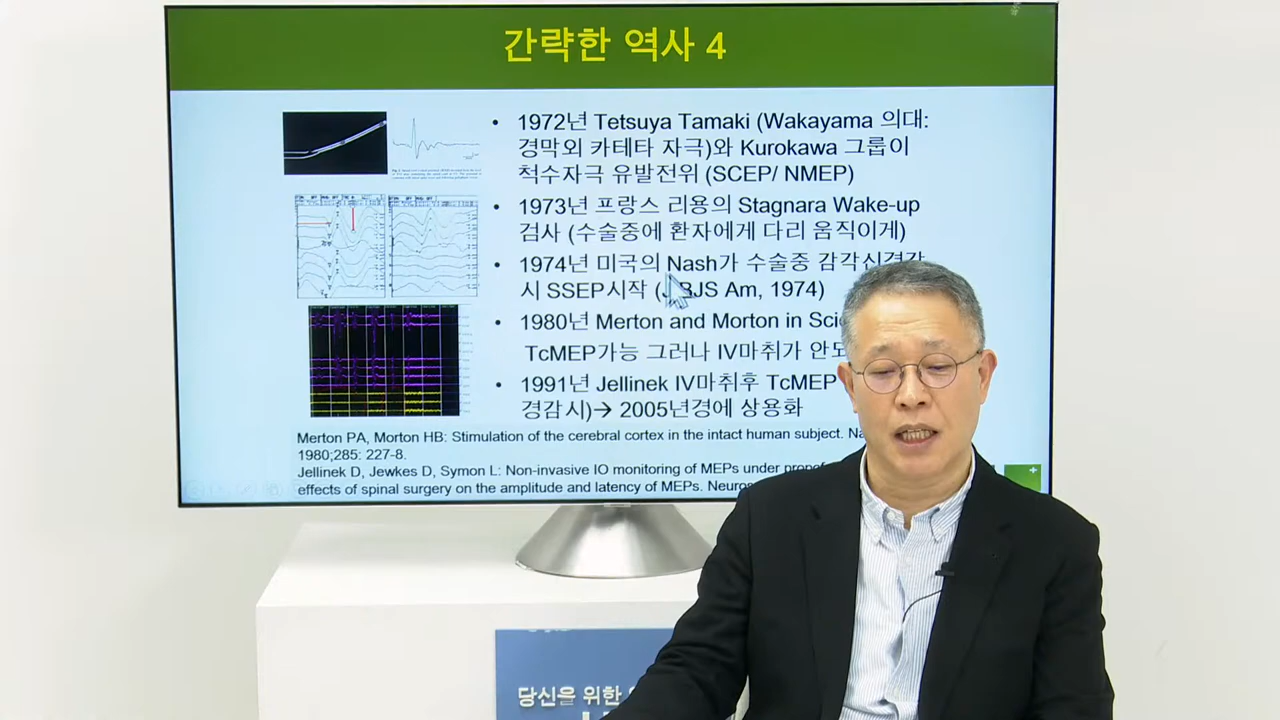 간략한 역사 4
• 1972년 Tetsuya Tamaki (Wakayama 의대:
경막외 카테타 자극)와 Kurokawa 그룹이
척수자극 유발전위 (SCEP/ NMEP)
• 1973년 프랑스 리용의 Stagnara Wake-up
검사 (수술중에 환자에게 다리 움직이게)
• 1974년 미국의 Nash가 수술중 감각신경감
시 SSEP시작 (JBJS Am, 1974)
• 1980년 Merton and Morton in
TcMEP가능 그러나 IV마취가
• 1991년 Jellinek IV마취후 TcMEP
경감시)→ 2005년경에 상용화
Merton PA, Morton HB: Stimulation of the cerebral cortex in the intact human subject.
1980;285: 227-8.
Jellinek D, Jewkes D, Symon L: Non-invasive IO monitoring of MEPs under
effects of spinal surgery on the amplitude and latency of MEPs.
당신을 위한